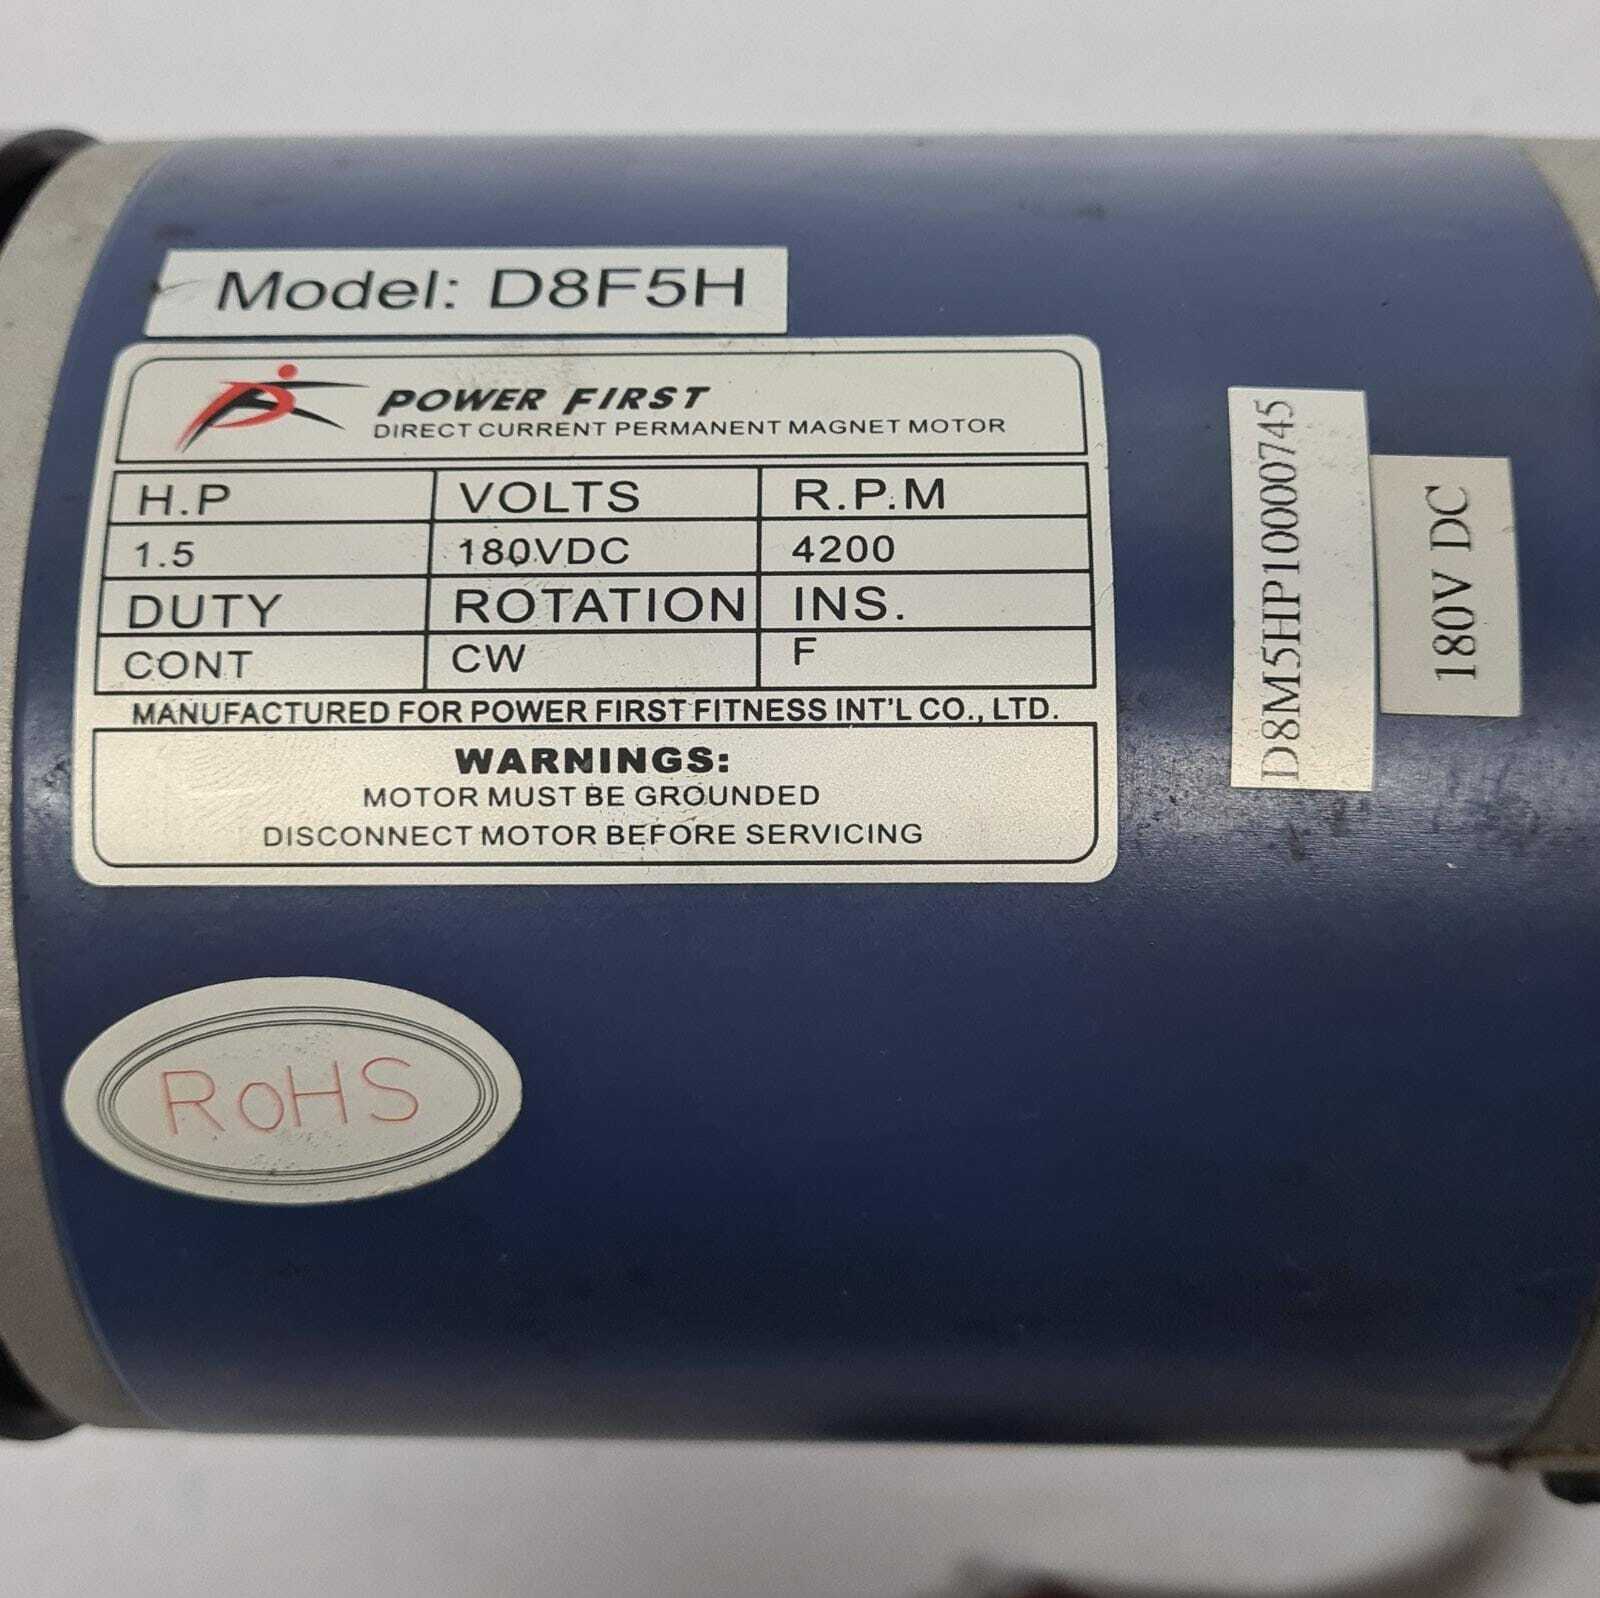 Model: D8F5H
POWER FIRST
DIRECT CURRENT PERMANENT MAGNET MOTOR
H.P VOLTS R.P.M
1.5 180VDC 4200
DUTY ROTATION INS.
CONT CW F
MANUFACTURED FOR POWER FIRST FITNESS INT'L CO., LTD.
WARNINGS:
MOTOR MUST BE GROUNDED
DISCONNECT MOTOR BEFORE SERVICING
D8M5HP10000745
180V DC
RoHS